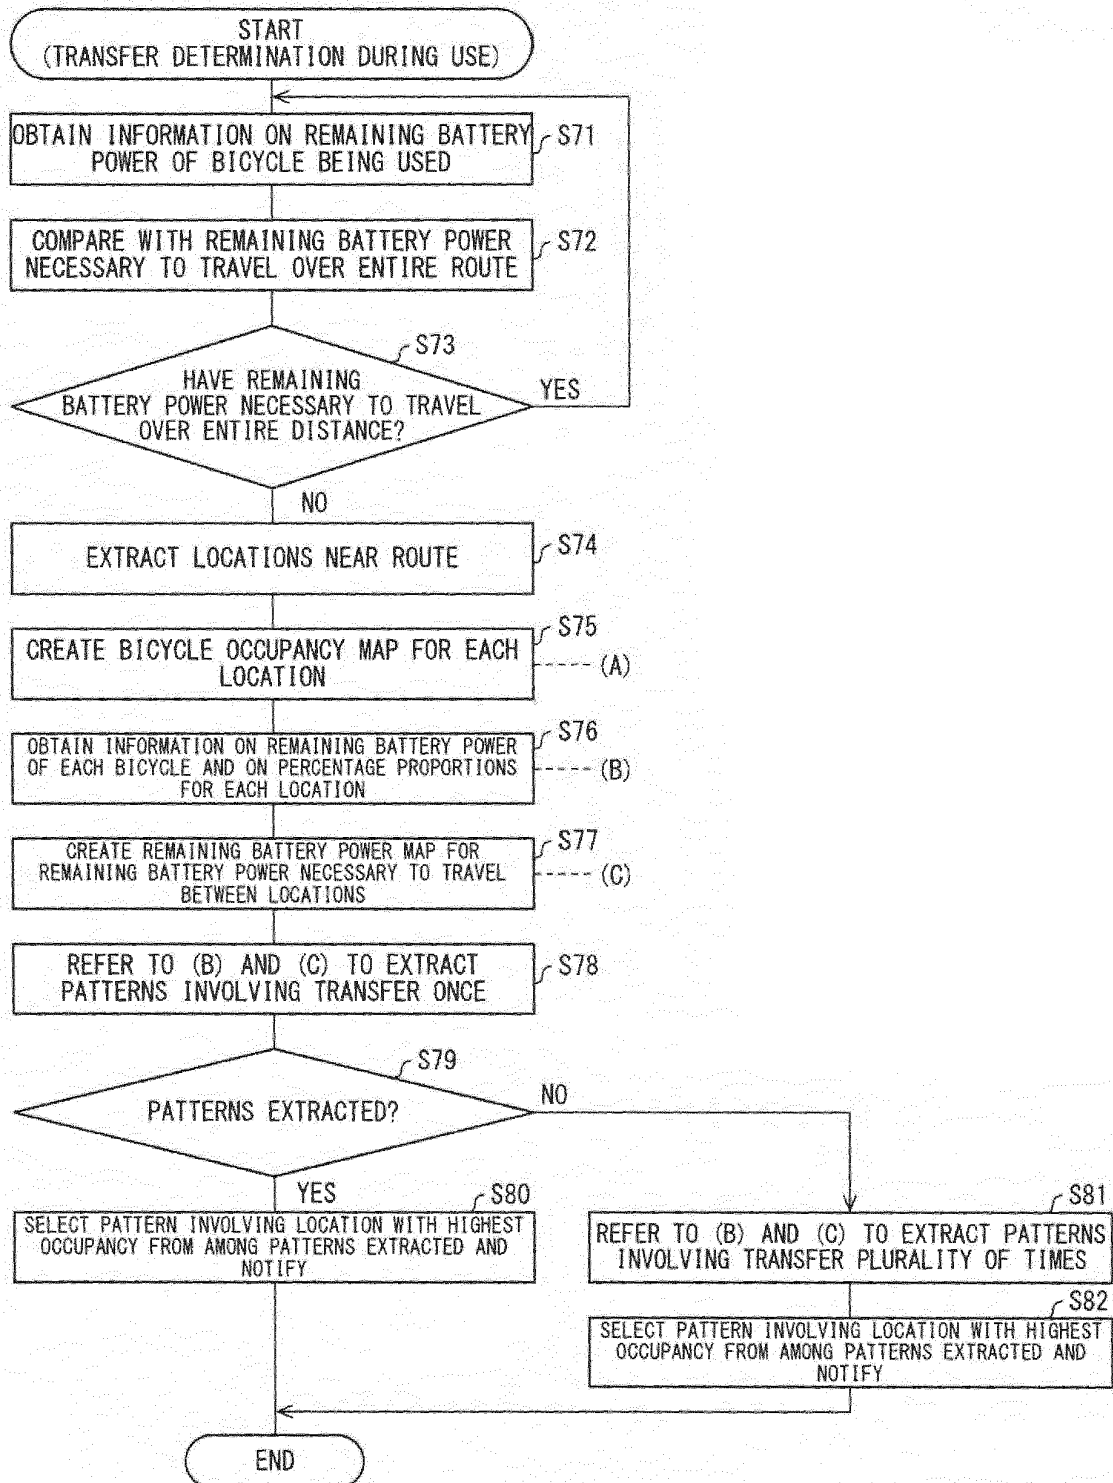 START
(TRANSFER DETERMINATION DURING USE)
OBTAIN INFORMATION ON REMAINING BATTERY
POWER OF BICYCLE BEING USED
S71
COMPARE WITH REMAINING BATTERY POWER
NECESSARY TO TRAVEL OVER ENTIRE ROUTE
S72
S73
HAVE REMAINING
BATTERY POWER NECESSARY TO TRAVEL
OVER ENTIRE DISTANCE?
YES
NO
EXTRACT LOCATIONS NEAR ROUTE
S74
CREATE BICYCLE OCCUPANCY MAP FOR EACH
LOCATION
S75
(A)
OBTAIN INFORMATION ON REMAINING BATTERY POWER
OF EACH BICYCLE AND ON PERCENTAGE PROPORTIONS
FOR EACH LOCATION
S76
(B)
CREATE REMAINING BATTERY POWER MAP FOR
REMAINING BATTERY POWER NECESSARY TO TRAVEL
BETWEEN LOCATIONS
S77
(C)
REFER TO (B) AND (C) TO EXTRACT
PATTERNS INVOLVING TRANSFER ONCE
S78
S79
PATTERNS EXTRACTED?
NO
YES
S80
SELECT PATTERN INVOLVING LOCATION WITH HIGHEST
OCCUPANCY FROM AMONG PATTERNS EXTRACTED AND
NOTIFY
S81
REFER TO (B) AND (C) TO EXTRACT PATTERNS
INVOLVING TRANSFER PLURALITY OF TIMES
S82
SELECT PATTERN INVOLVING LOCATION WITH HIGHEST
OCCUPANCY FROM AMONG PATTERNS EXTRACTED AND
NOTIFY
END